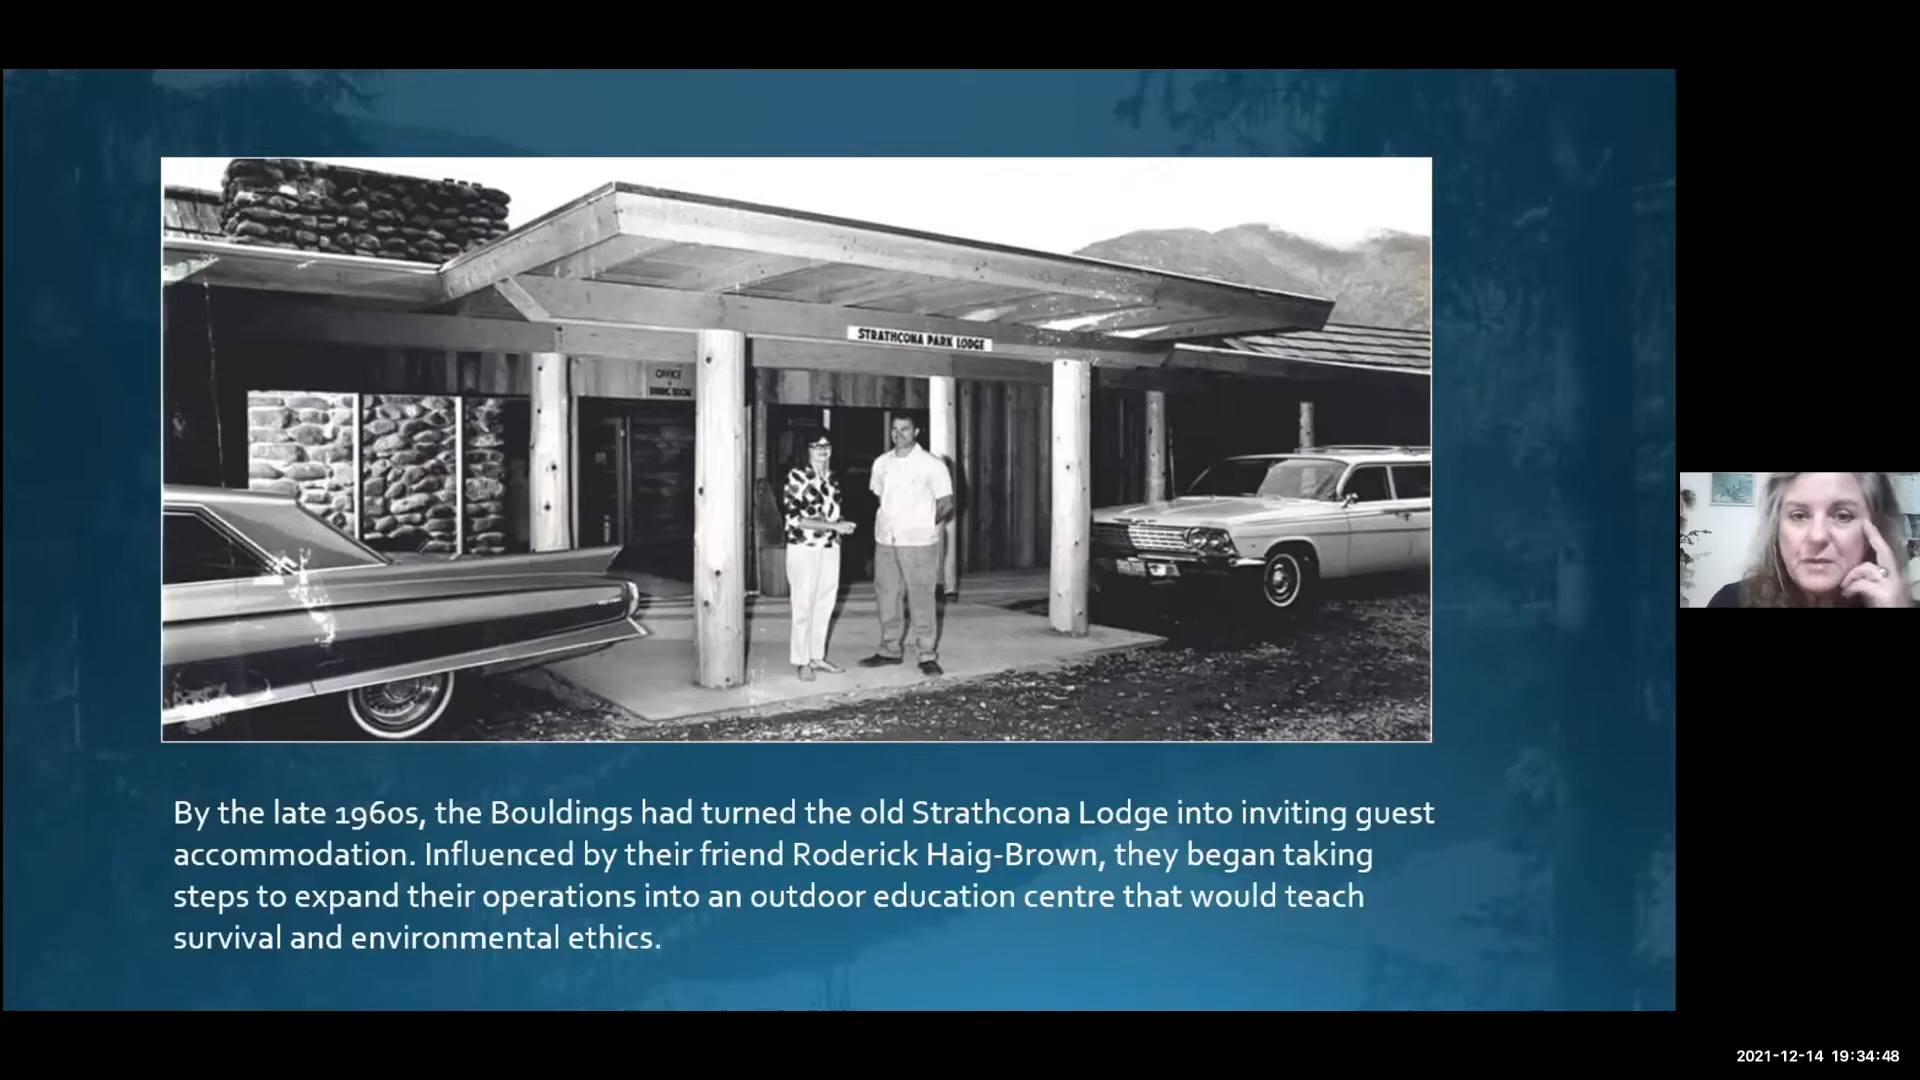 STRATHCONA PARK LODGE
OFFICE
DINING ROOM
By the late 1960s, the Bouldings had turned the old Strathcona Lodge into inviting guest
accommodation. Influenced by their friend Roderick Haig-Brown, they began taking
steps to expand their operations into an outdoor education centre that would teach
survival and environmental ethics.
2021-12-14 19:34:48